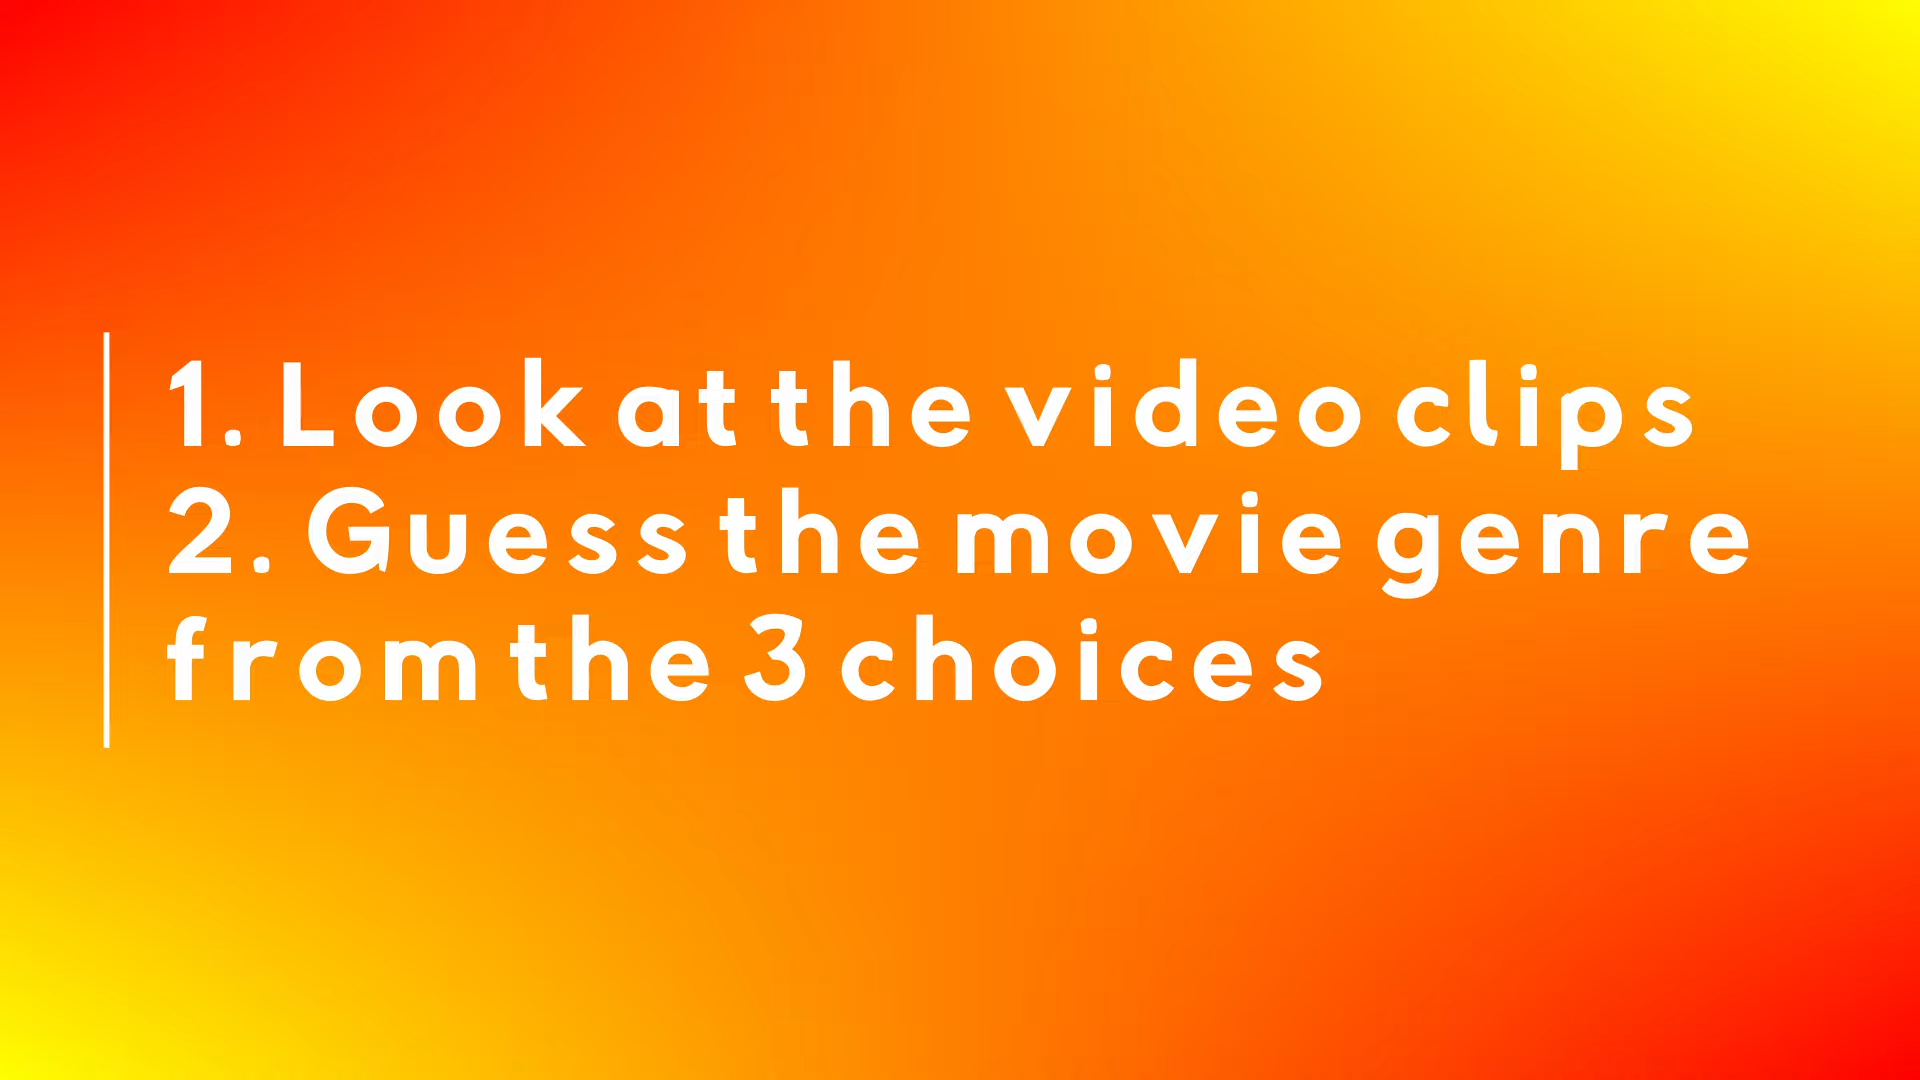 1. Look at the video clips
2. Guess the movie genre
from the 3 choices